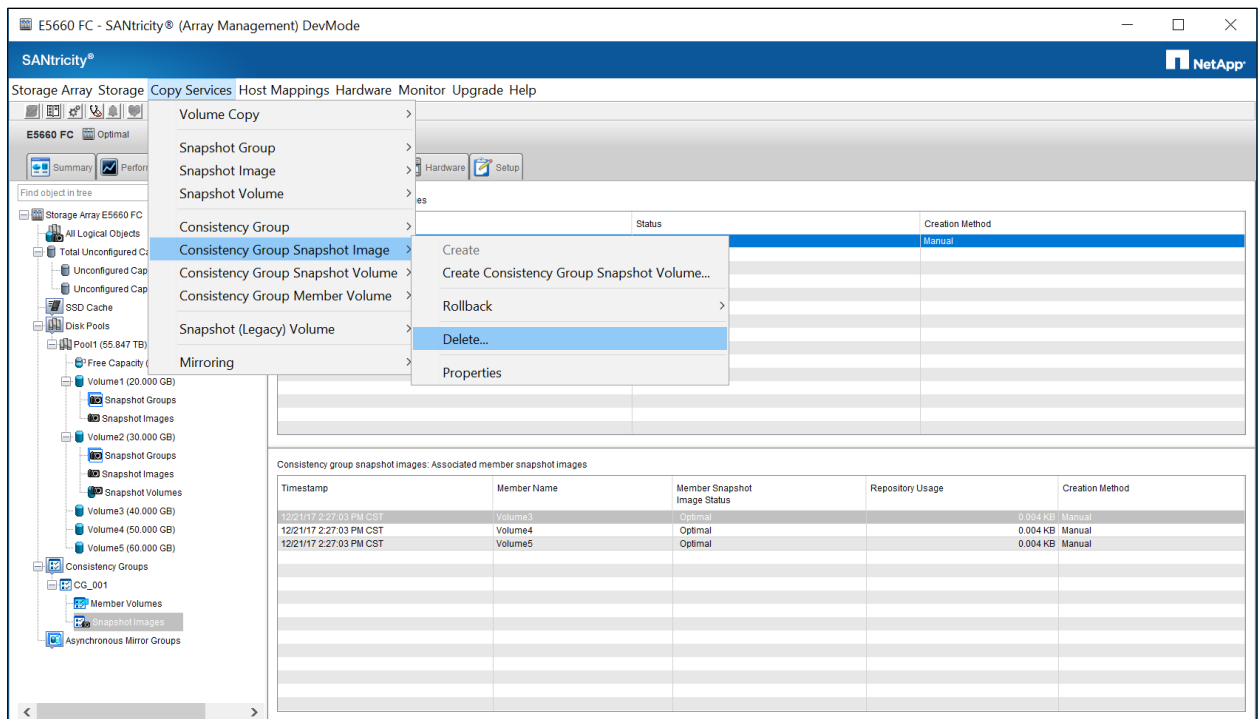 E5660 FC - SANtricity® (Array Management) DevMode
SANtricity®
NetApp
Storage Array Storage Copy Services Host Mappings Hardware Monitor Upgrade Help
E5660 FC Optimal
Summary Perfor Hardware Setup
Volume Copy
Snapshot Group
Snapshot Image
Snapshot Volume
Consistency Group
Consistency Group Snapshot Image
Consistency Group Snapshot Volume
Consistency Group Member Volume
Snapshot (Legacy) Volume
Mirroring
Create
Create Consistency Group Snapshot Volume...
Rollback
Delete...
Properties
Find object in tree
Storage Array E5660 FC
All Logical Objects
Total Unconfigured Ca
Unconfigured Cap
Unconfigured Cap
SSD Cache
Disk Pools
Pool1 (55.847 TB)
Free Capacity (
Volume1 (20.000 GB)
Snapshot Groups
Snapshot Images
Volume2 (30.000 GB)
Snapshot Groups
Snapshot Images
Snapshot Volumes
Volume3 (40.000 GB)
Volume4 (50.000 GB)
Volume5 (60.000 GB)
Consistency Groups
CG_001
Member Volumes
Snapshot Images
Asynchronous Mirror Groups
es
Status Creation Method
Manual
Consistency group snapshot images: Associated member snapshot images
Timestamp Member Name Member Snapshot Repository Usage Creation Method
Image Status
12/21/17 2:27:03 PM CST Volume3 Optimal 0.004 KB Manual
12/21/17 2:27:03 PM CST Volume4 Optimal 0.004 KB Manual
12/21/17 2:27:03 PM CST Volume5 Optimal 0.004 KB Manual